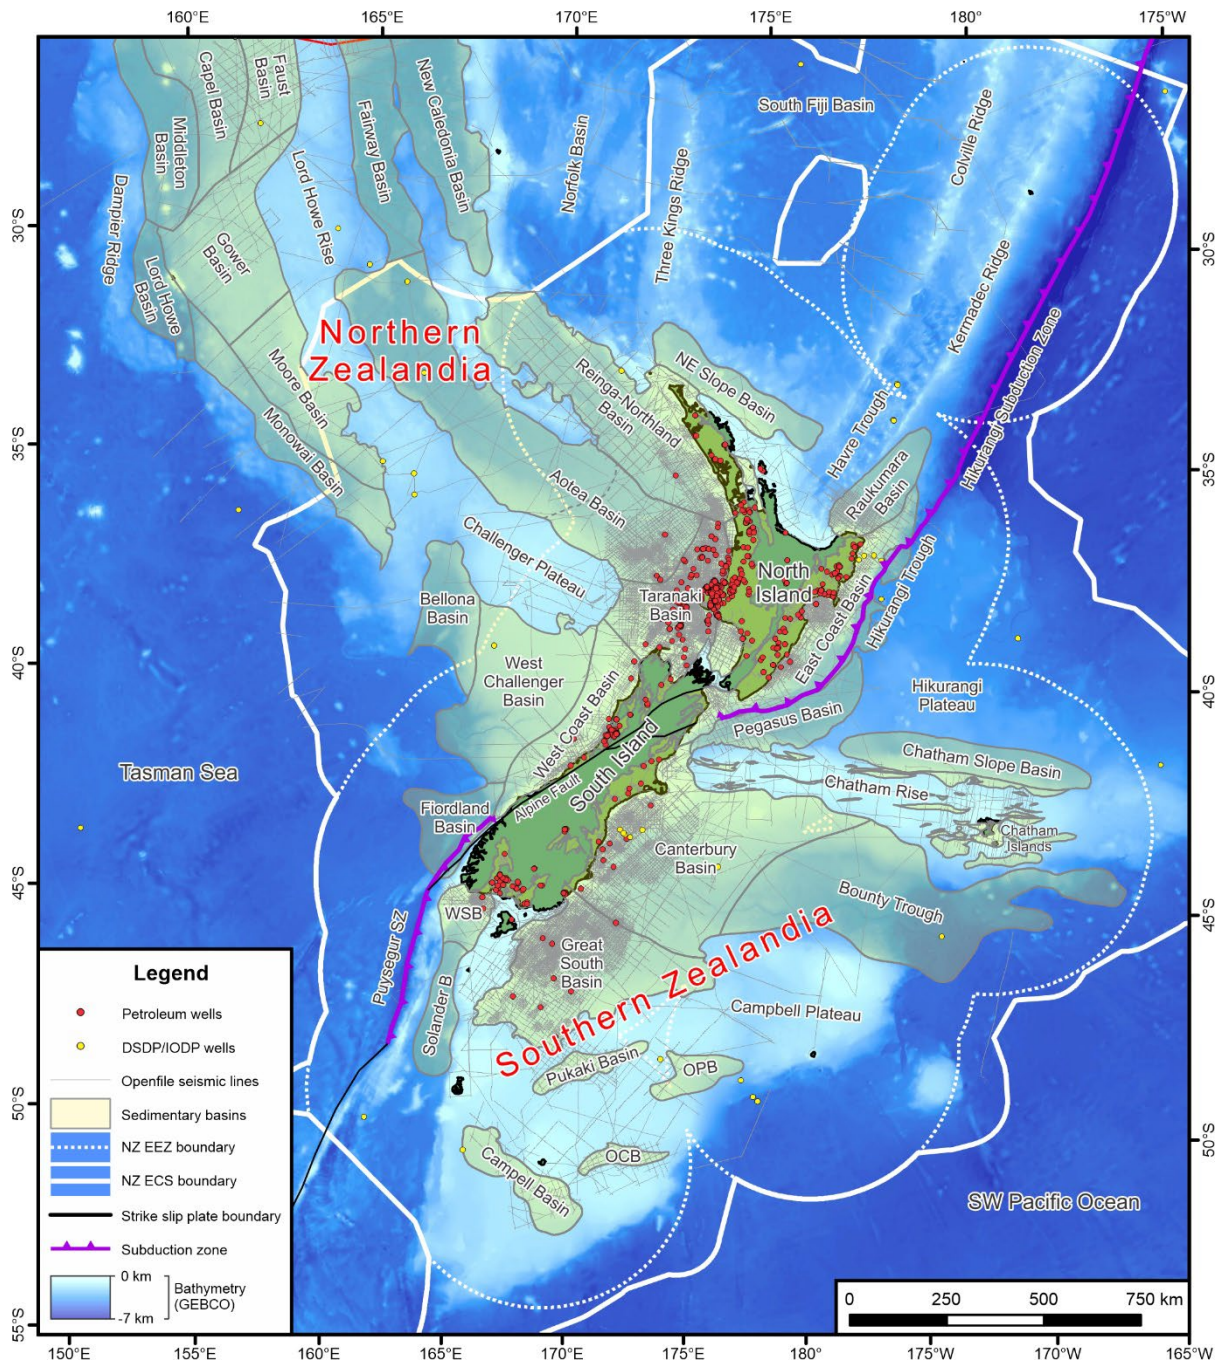 160°E
165°E
170°E
175°E
180°
175°W
30°S
35°S
40°S
45°S
50°S
55°S
30°S
35°S
40°S
45°S
50°S
150°E
155°E
160°E
165°E
170°E
175°E
180°
175°W
170°W
165°W
Capel Basin
Faust
Basin
Middleton
Basin
Dampier Ridge
Lord Howe
Basin
Gower
Basin
Lord Howe Rise
Fairway Basin
New Caledonia Basin
Norfolk Basin
Three Kings Ridge
South Fiji Basin
Colville Ridge
Kermadec Ridge
Havre Trough
Hikurangi Subduction Zone
Northern
Zealandia
Moore Basin
Monowai Basin
Reinga-Northland
Basin
NE Slope Basin
Aotea Basin
Challenger Plateau
Raukumara
Basin
North
Island
Taranaki
Basin
East Coast Basin
Hikurangi Trough
Bellona
Basin
West
Challenger
Basin
West Coast Basin
South Island
Alpine Fault
Pegasus Basin
Hikurangi
Plateau
Chatham Slope Basin
Chatham Rise
Chatham
Islands
Tasman Sea
Fiordland
Basin
Canterbury
Basin
Bounty Trough
WSB
Puysegur SZ
Solander B
Great
South
Basin
Southern Zealandia
Campbell Plateau
Pukaki Basin
OPB
OCB
Campell Basin
SW Pacific Ocean
Legend
Petroleum wells
DSDP/IODP wells
Openfile seismic lines
Sedimentary basins
NZ EEZ boundary
NZ ECS boundary
Strike slip plate boundary
Subduction zone
0 km
-7 km
Bathymetry
(GEBCO)
0 250 500 750 km